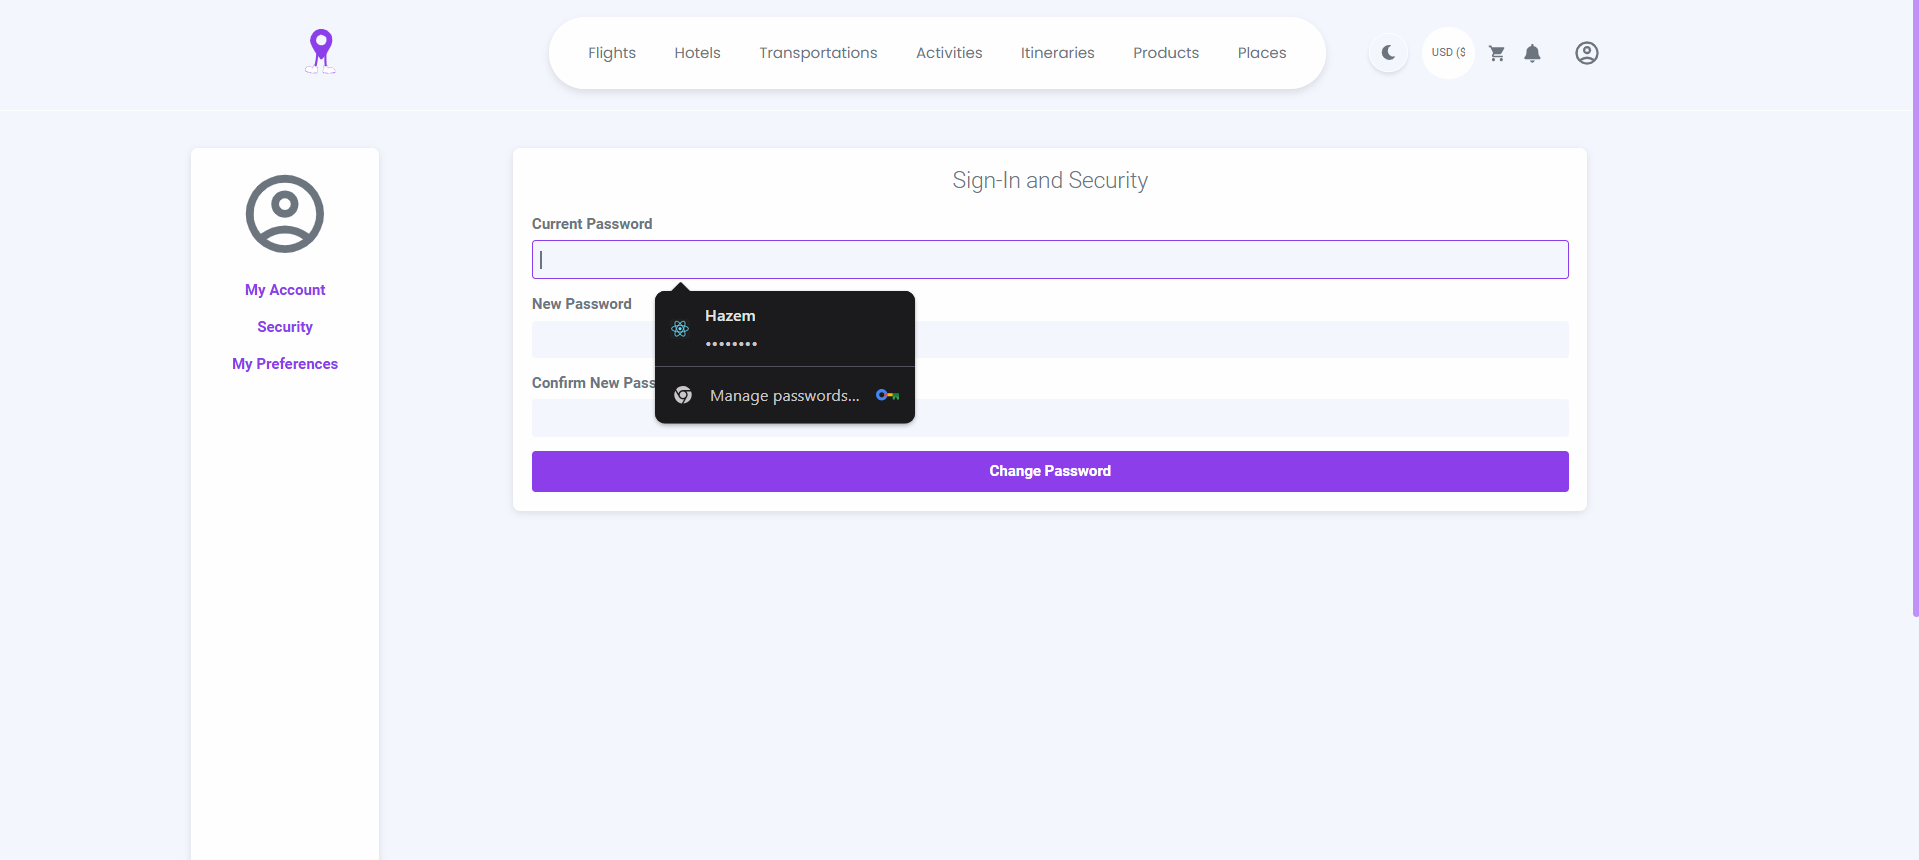 Flights Hotels Transportations Activities Itineraries Products Places
USD ($
My Account
Security
My Preferences
Sign-In and Security
Current Password
New Password
Hazem
••••••••
Manage passwords...
Confirm New Pass
Change Password